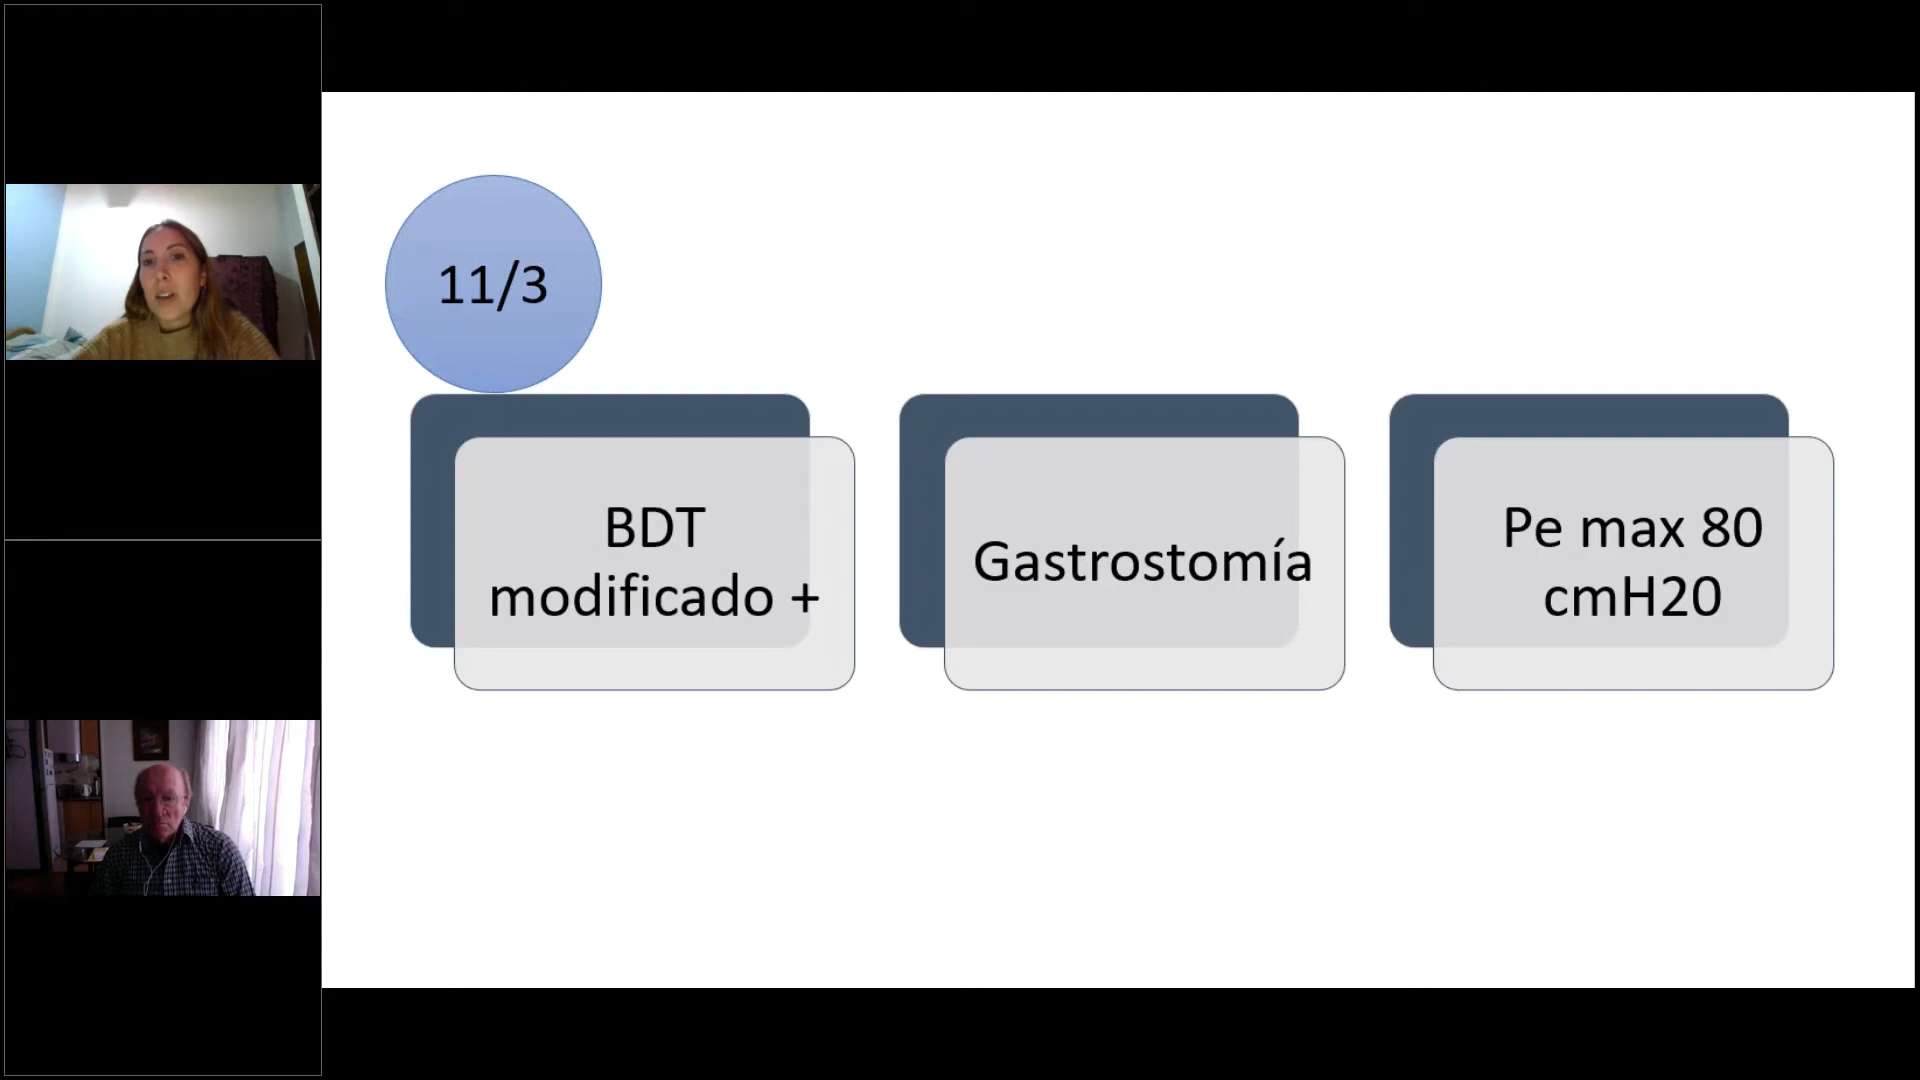 11/3
BDT
modificado +
Gastrostomía
Pe max 80
cmH20